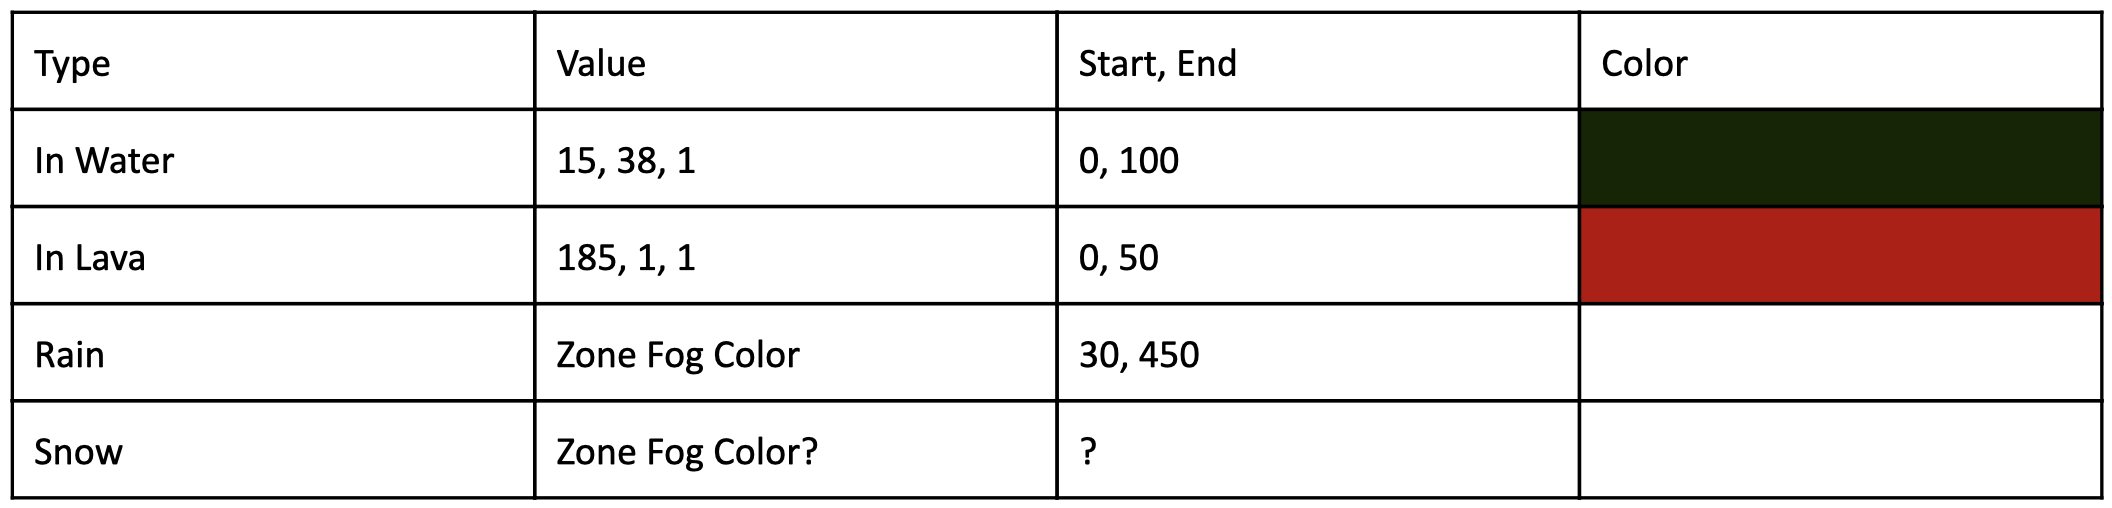 Type Value Start, End Color
In Water 15, 38, 1 0, 100
In Lava 185, 1, 1 0, 50
Rain Zone Fog Color 30, 450
Snow Zone Fog Color? ?